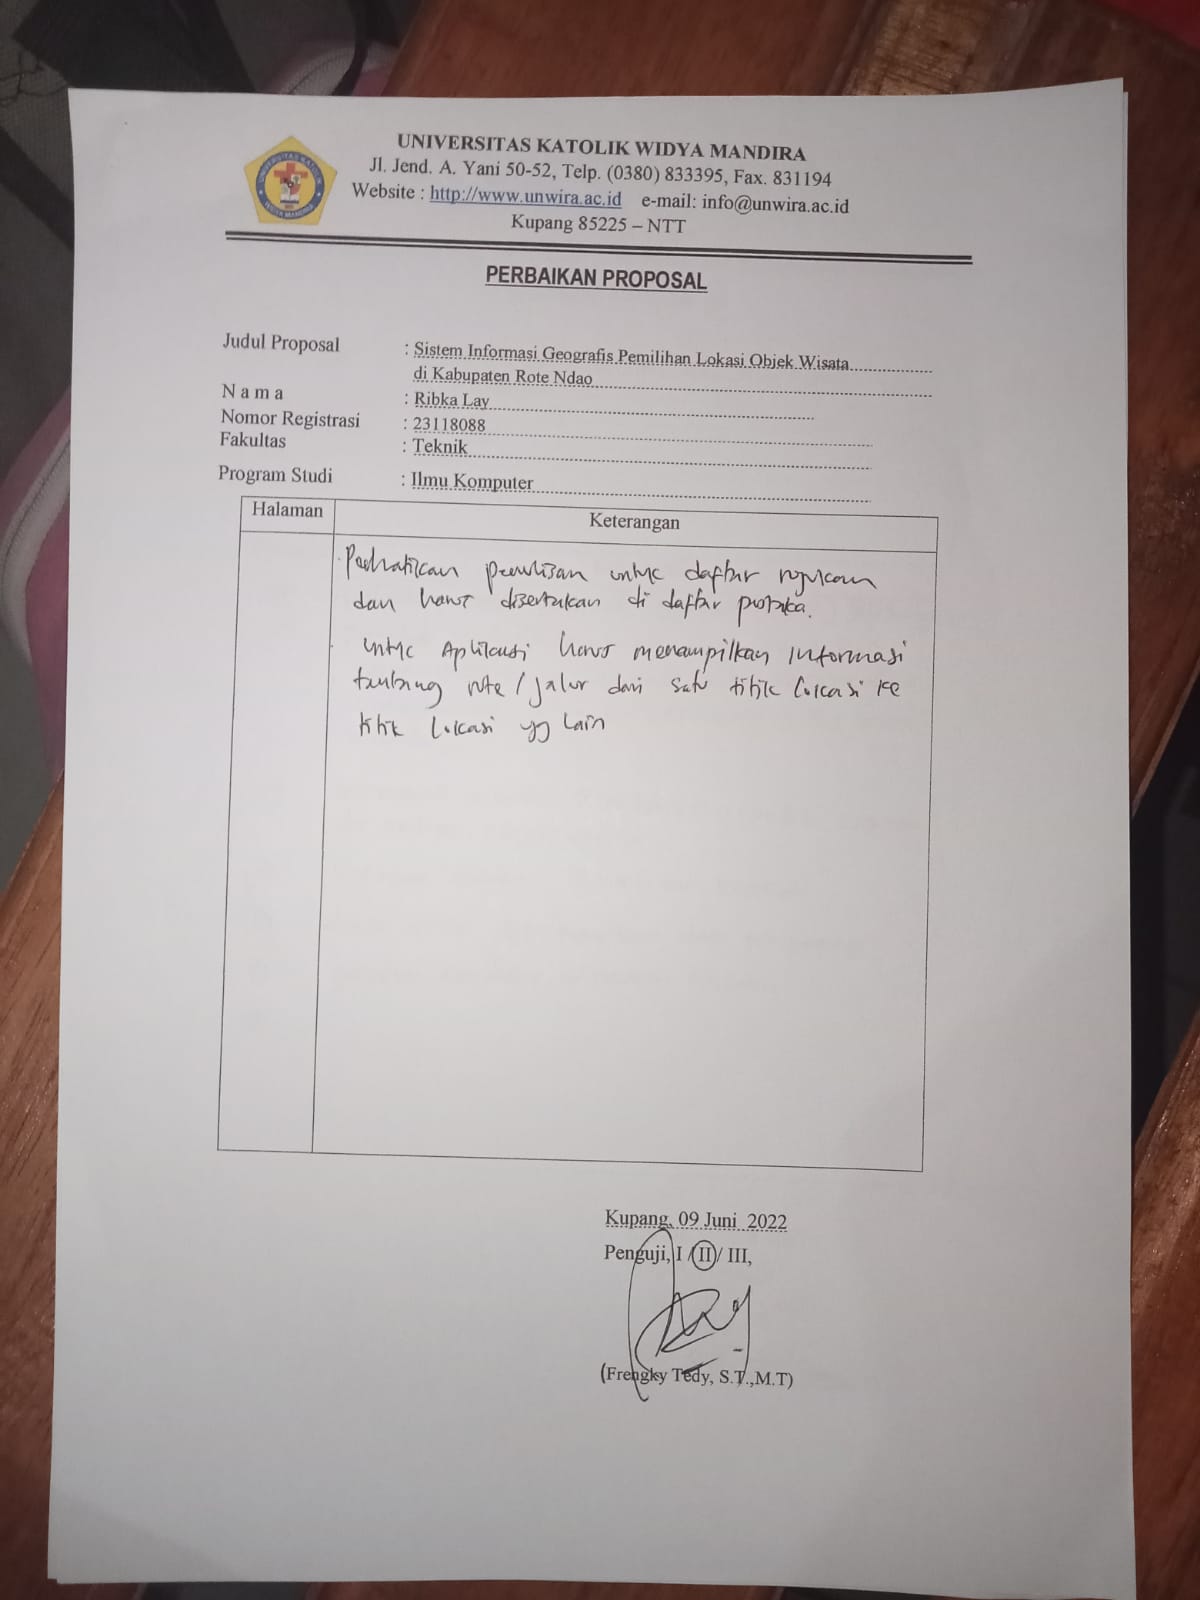 UNIVERSITAS KATOLIK WIDYA MANDIRA
Jl. Jend. A. Yani 50-52, Telp. (0380) 833395, Fax. 831194
Website : http://www.unwira.ac.id e-mail: info@unwira.ac.id
Kupang 85225 – NTT
UNIVERSITAS KATOLIK
WIDYA MANDIRA
PERBAIKAN PROPOSAL
Judul Proposal : Sistem Informasi Geografis Pemilihan Lokasi Objek Wisata
di Kabupaten Rote Ndao
N a m a : Ribka Lay
Nomor Registrasi : 23118088
Fakultas : Teknik
Program Studi : Ilmu Komputer
Halaman Keterangan
Perhatikan penulisan untuk daftar rujukan
dan harus disertakan di daftar pustaka.
untuk Aplikasi harus menampilkan informasi
tentang rute / jalur dari satu titik lokasi ke
titik lokasi yg lain
Kupang, 09 Juni 2022
Penguji, I / II / III,
(Frengky Tedy, S.T.,M.T)